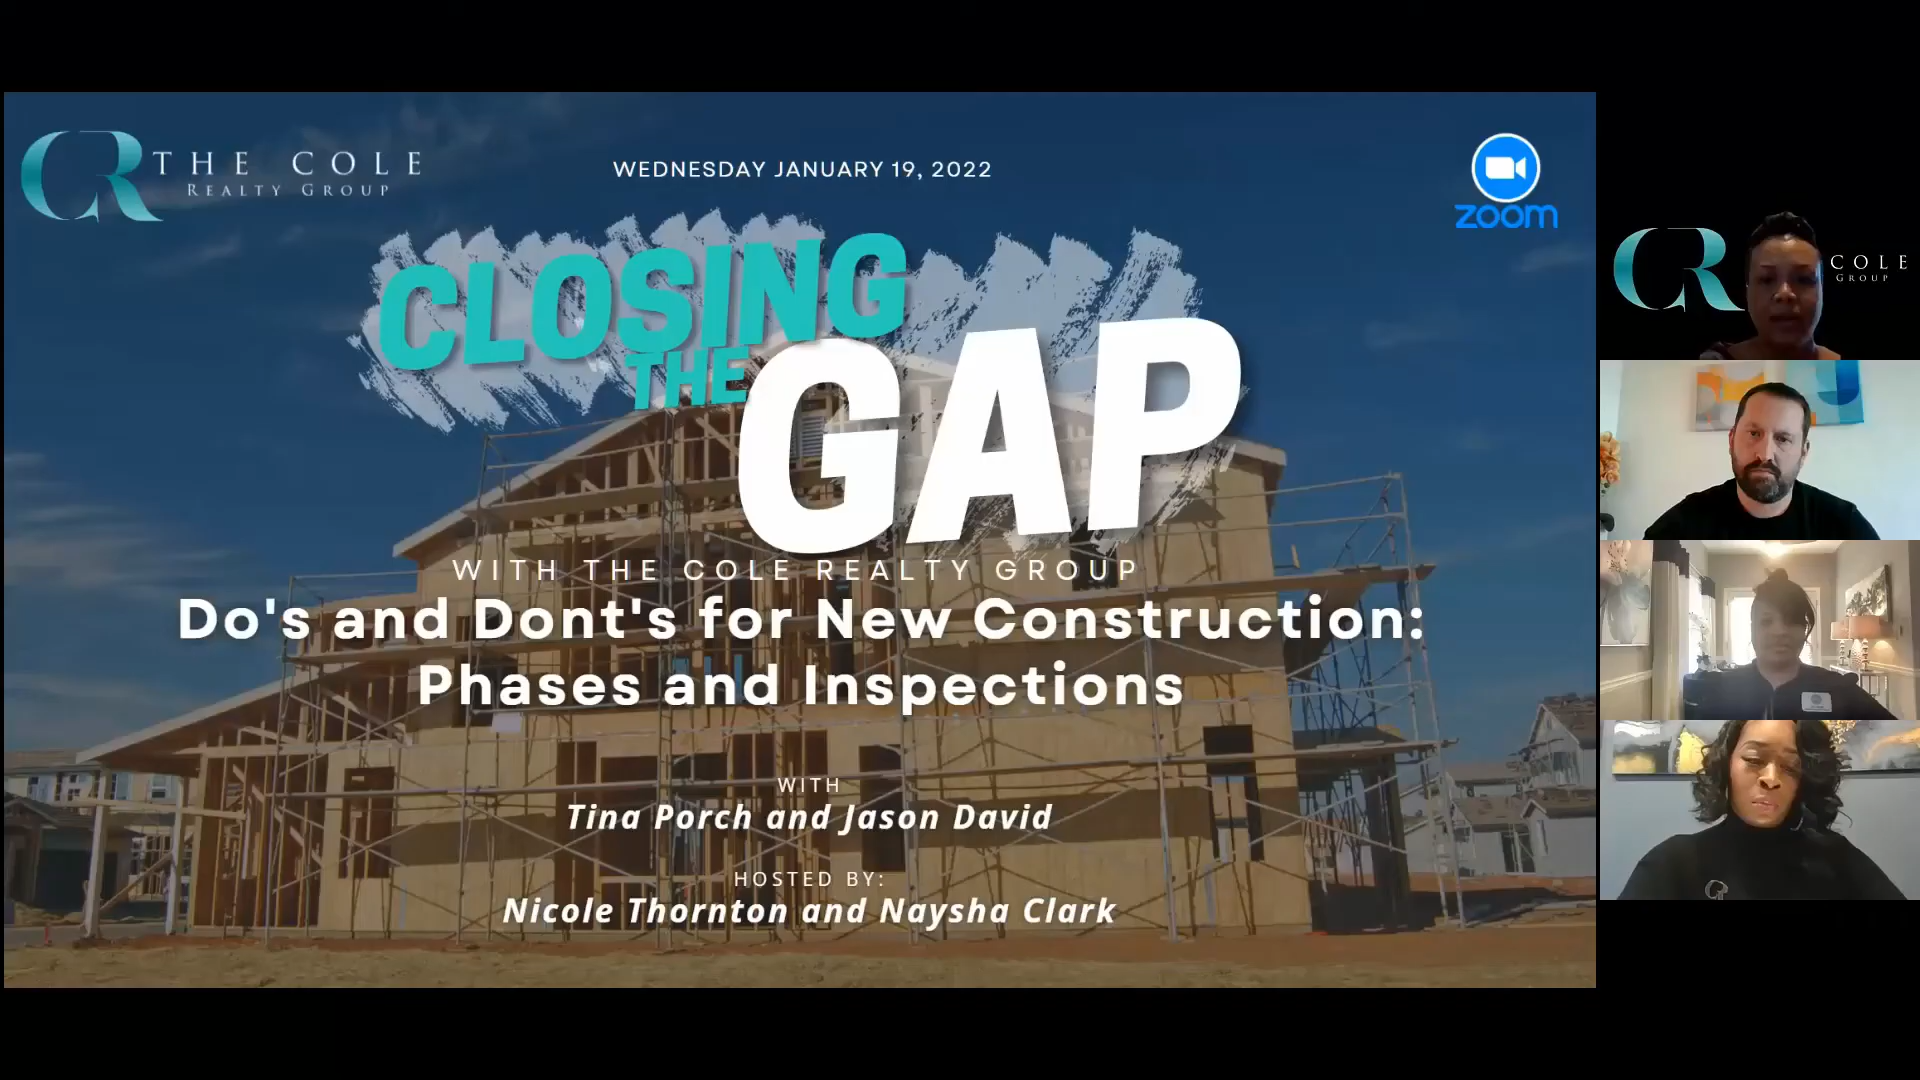 THE COLE
REALTY GROUP
WEDNESDAY JANUARY 19, 2022
zoom
CLOSING
THE
GAP
WITH THE COLE REALTY GROUP
Do's and Dont's for New Construction:
Phases and Inspections
WITH
Tina Porch and Jason David
HOSTED BY:
Nicole Thornton and Naysha Clark
COLE
GROUP